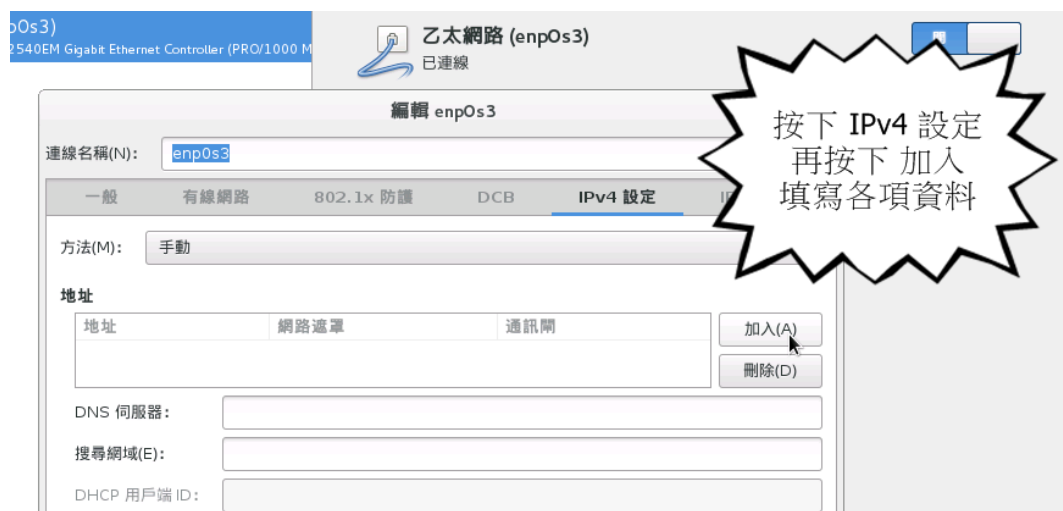 p0s3)
2540EM Gigabit Ethernet Controller (PRO/1000 M
乙太網路 (enp0s3)
已連線
按下 IPv4 設定
再按下 加入
填寫各項資料
編輯 enp0s3
連線名稱(N):
enp0s3
一般 有線網路 802.1x 防護 DCB IPv4 設定
方法(M):
手動
地址
地址 網路遮罩 通訊閘
加入(A)
刪除(D)
DNS 伺服器:
搜尋網域(E):
DHCP 用戶端 ID: